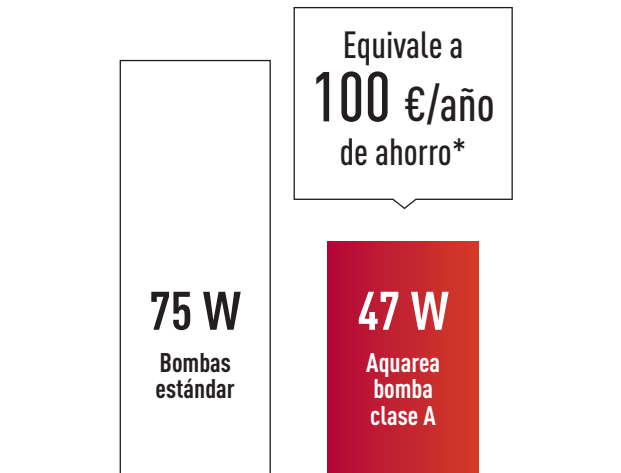 Equivale a
100 €/año
de ahorro*
75 W
Bombas
estándar
47 W
Aquarea
bomba
clase A